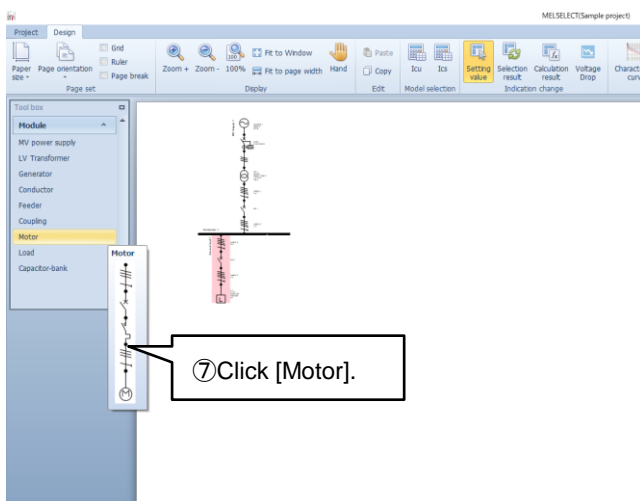 MELSELECT(Sample project)
Project Design
Paper size
Page orientation
Grid
Ruler
Page break
Page set
Zoom +
Zoom -
100%
Fit to Window
Fit to page width
Hand
Display
Paste
Copy
Edit
Icu
Ics
Model selection
Setting value
Selection result
Calculation result
Voltage Drop
Indication change
Charact
cur
Tool box
Module
MV power supply
LV Transformer
Generator
Conductor
Feeder
Coupling
Motor
Load
Capacitor-bank
Motor
M
L
⑦Click [Motor].